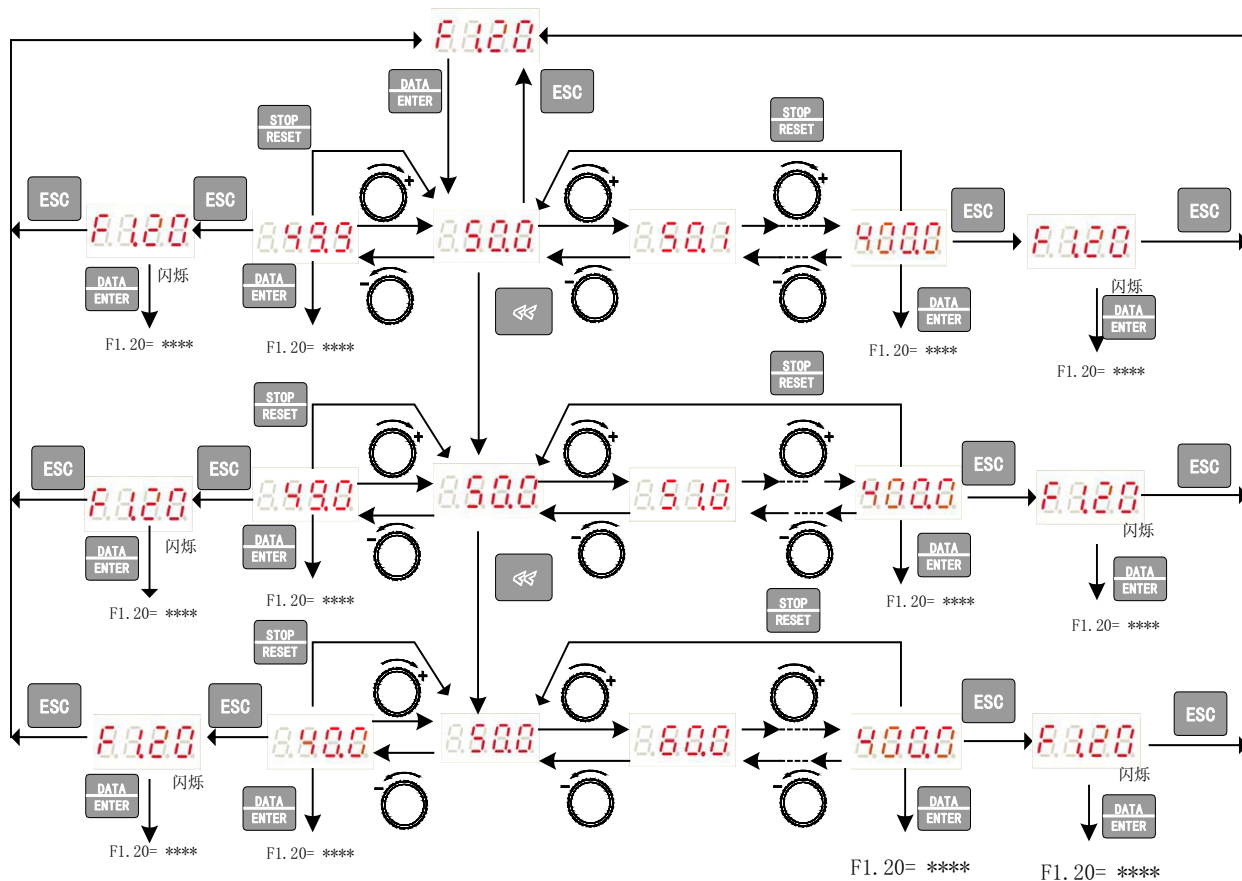 F1.20
DATA
ENTER
ESC
STOP
RESET
STOP
RESET
ESC
ESC
+
+
+
ESC
ESC
F1.20
49.9
50.0
50.1
400.0
F1.20
闪烁
DATA
ENTER
DATA
ENTER
-
-
-
闪烁
DATA
ENTER
DATA
ENTER
F1.20= ****
F1.20= ****
F1.20= ****
F1.20= ****
STOP
RESET
STOP
RESET
ESC
ESC
+
+
+
ESC
ESC
F1.20
49.0
50.0
51.0
400.0
F1.20
闪烁
DATA
ENTER
DATA
ENTER
-
-
-
闪烁
DATA
ENTER
DATA
ENTER
F1.20= ****
F1.20= ****
F1.20= ****
F1.20= ****
STOP
RESET
STOP
RESET
ESC
ESC
+
+
+
ESC
ESC
F1.20
40.0
50.0
60.0
400.0
F1.20
闪烁
DATA
ENTER
DATA
ENTER
-
-
-
闪烁
DATA
ENTER
DATA
ENTER
F1.20= ****
F1.20= ****
F1.20= ****
F1.20= ****